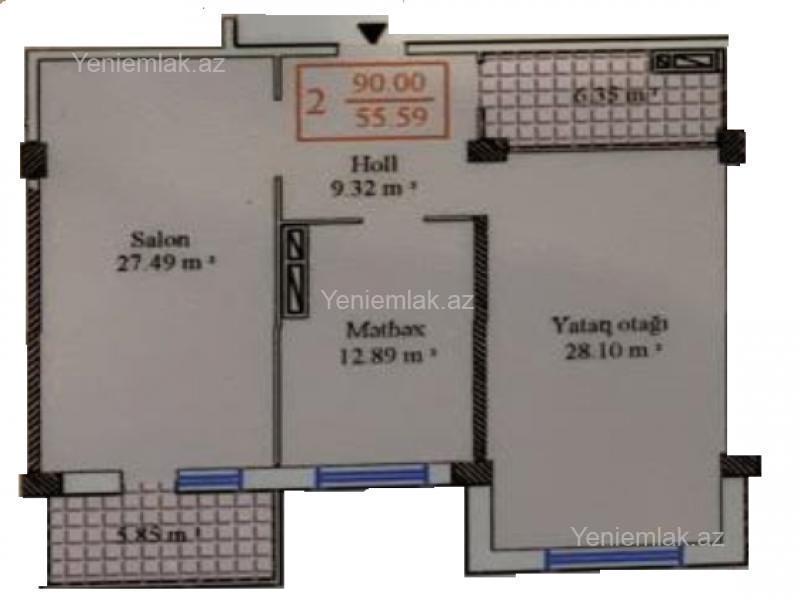 Yeniemlak.az
2 90.00
55.59
6.35 m²
Holl
9.32 m²
Salon
27.49 m²
Yeniemlak.az
Mətbəx
12.89 m²
Yataq otağı
28.10 m²
5.85 m²
Yeniemlak.az